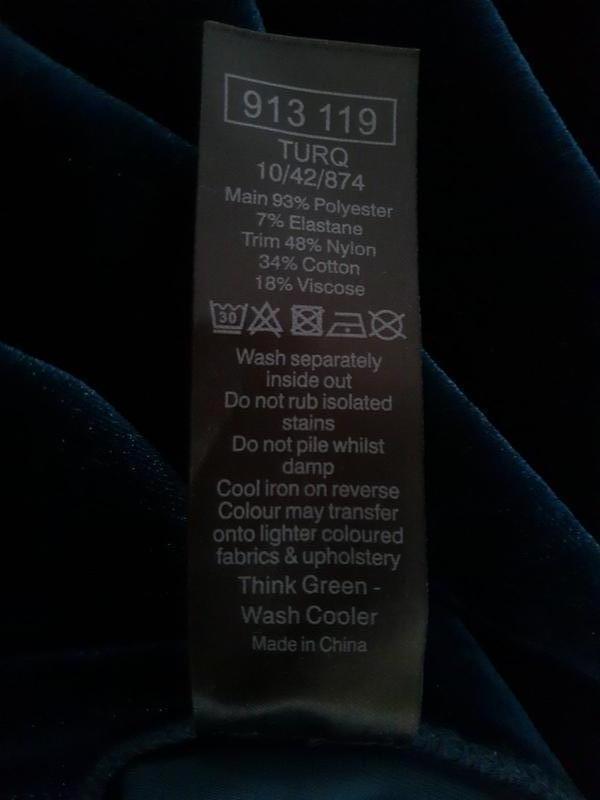 913 119
TURQ
10/42/874
Main 93% Polyester
7% Elastane
Trim 48% Nylon
34% Cotton
18% Viscose
30
Wash separately
inside out
Do not rub isolated
stains
Do not pile whilst
damp
Cool iron on reverse
Colour may transfer
onto lighter coloured
fabrics & upholstery
Think Green -
Wash Cooler
Made in China